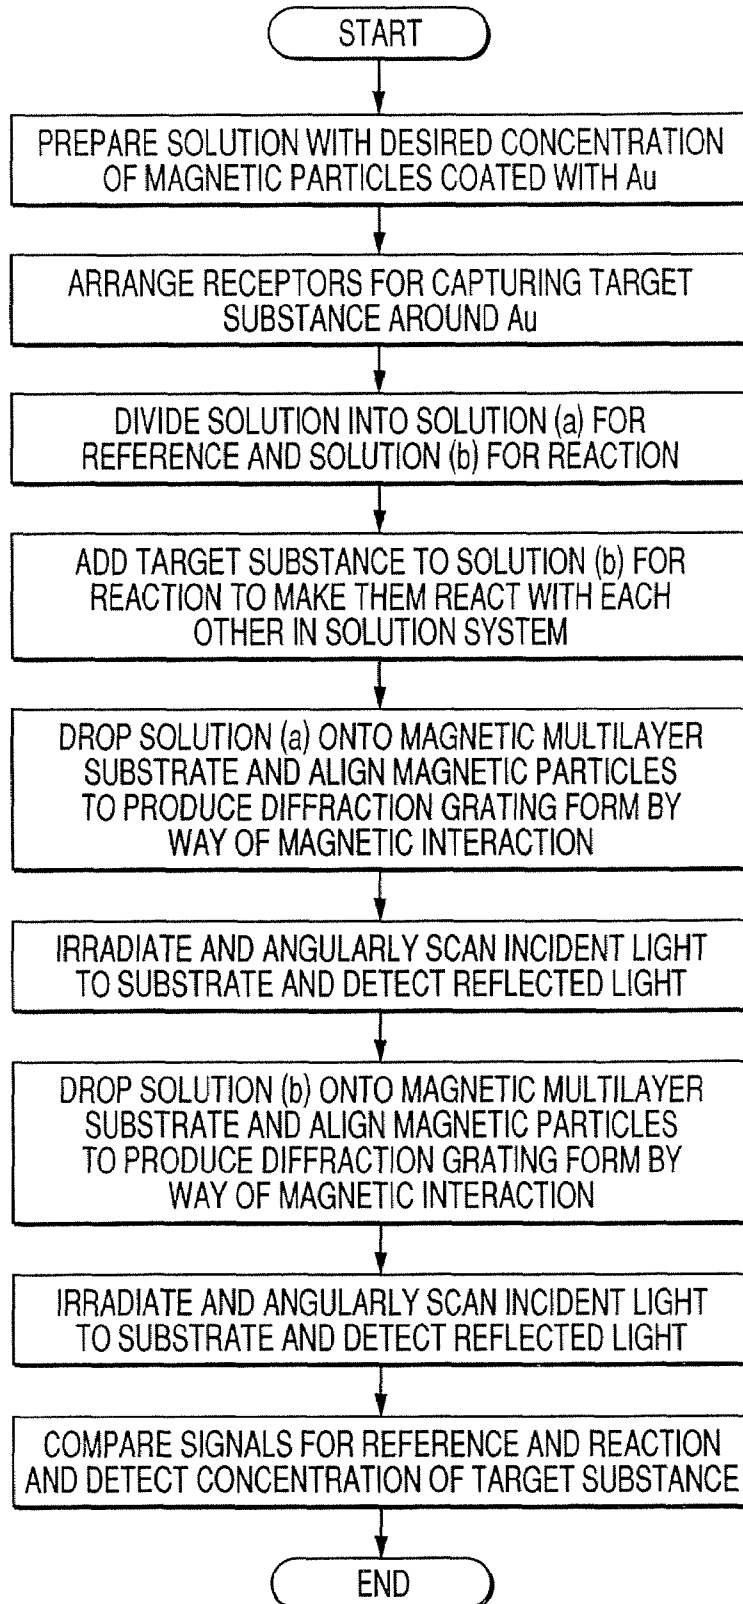 START
PREPARE SOLUTION WITH DESIRED CONCENTRATION
OF MAGNETIC PARTICLES COATED WITH Au
ARRANGE RECEPTORS FOR CAPTURING TARGET
SUBSTANCE AROUND Au
DIVIDE SOLUTION INTO SOLUTION (a) FOR
REFERENCE AND SOLUTION (b) FOR REACTION
ADD TARGET SUBSTANCE TO SOLUTION (b) FOR
REACTION TO MAKE THEM REACT WITH EACH
OTHER IN SOLUTION SYSTEM
DROP SOLUTION (a) ONTO MAGNETIC MULTILAYER
SUBSTRATE AND ALIGN MAGNETIC PARTICLES
TO PRODUCE DIFFRACTION GRATING FORM BY
WAY OF MAGNETIC INTERACTION
IRRADIATE AND ANGULARLY SCAN INCIDENT LIGHT
TO SUBSTRATE AND DETECT REFLECTED LIGHT
DROP SOLUTION (b) ONTO MAGNETIC MULTILAYER
SUBSTRATE AND ALIGN MAGNETIC PARTICLES
TO PRODUCE DIFFRACTION GRATING FORM BY
WAY OF MAGNETIC INTERACTION
IRRADIATE AND ANGULARLY SCAN INCIDENT LIGHT
TO SUBSTRATE AND DETECT REFLECTED LIGHT
COMPARE SIGNALS FOR REFERENCE AND REACTION
AND DETECT CONCENTRATION OF TARGET SUBSTANCE
END